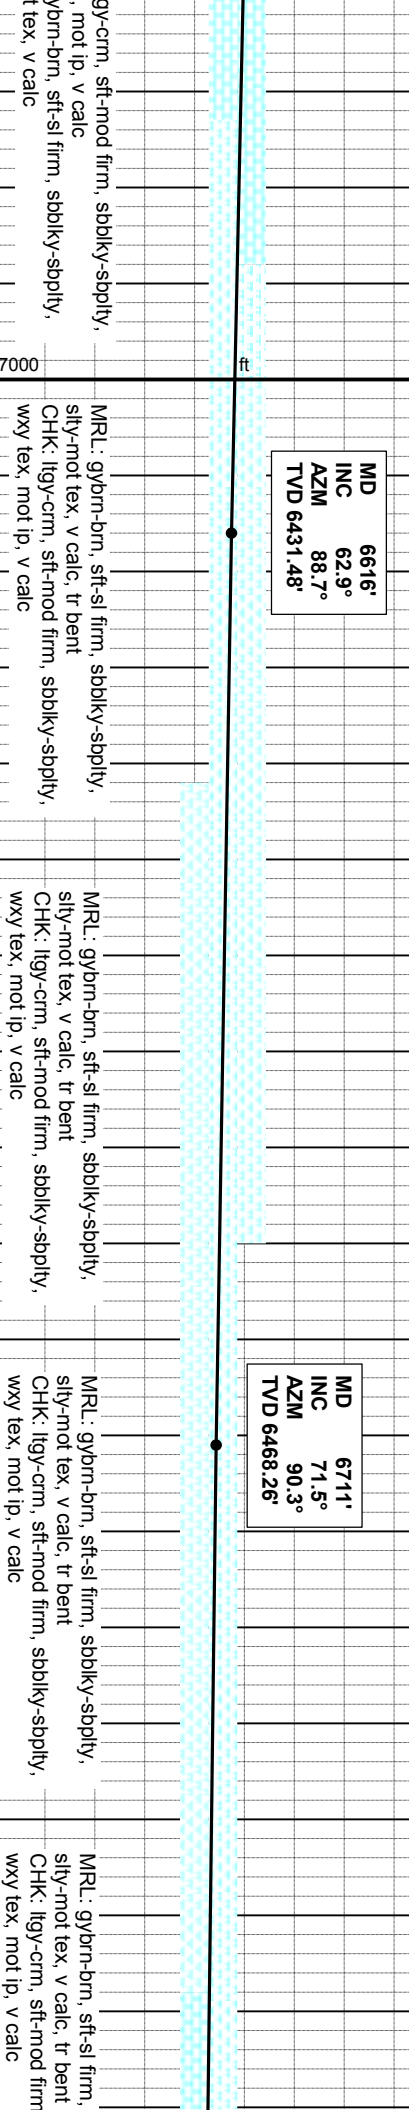 gy-crm, sft-mod firm, sbblky-sbplty,
, mot ip, v calc
ybrn-brn, sft-sl firm, sbblky-sbplty,
t tex, v calc
7000
ft
MD 6616'
INC 62.9°
AZM 88.7°
TVD 6431.48'
MRL: gybrn-brn, sft-sl firm, sbblky-sbplty,
slty-mot tex, v calc, tr bent
CHK: ltgy-crm, sft-mod firm, sbblky-sbplty,
wxy tex, mot ip, v calc
MRL: gybrn-brn, sft-sl firm, sbblky-sbplty,
slty-mot tex, v calc, tr bent
CHK: ltgy-crm, sft-mod firm, sbblky-sbplty,
wxy tex, mot ip, v calc
MD 6711'
INC 71.5°
AZM 90.3°
TVD 6468.26'
MRL: gybrn-brn, sft-sl firm, sbblky-sbplty,
slty-mot tex, v calc, tr bent
CHK: ltgy-crm, sft-mod firm, sbblky-sbplty,
wxy tex, mot ip, v calc
MRL: gybrn-brn, sft-sl firm,
slty-mot tex, v calc, tr bent
CHK: ltgy-crm, sft-mod firm
wxy tex, mot ip, v calc